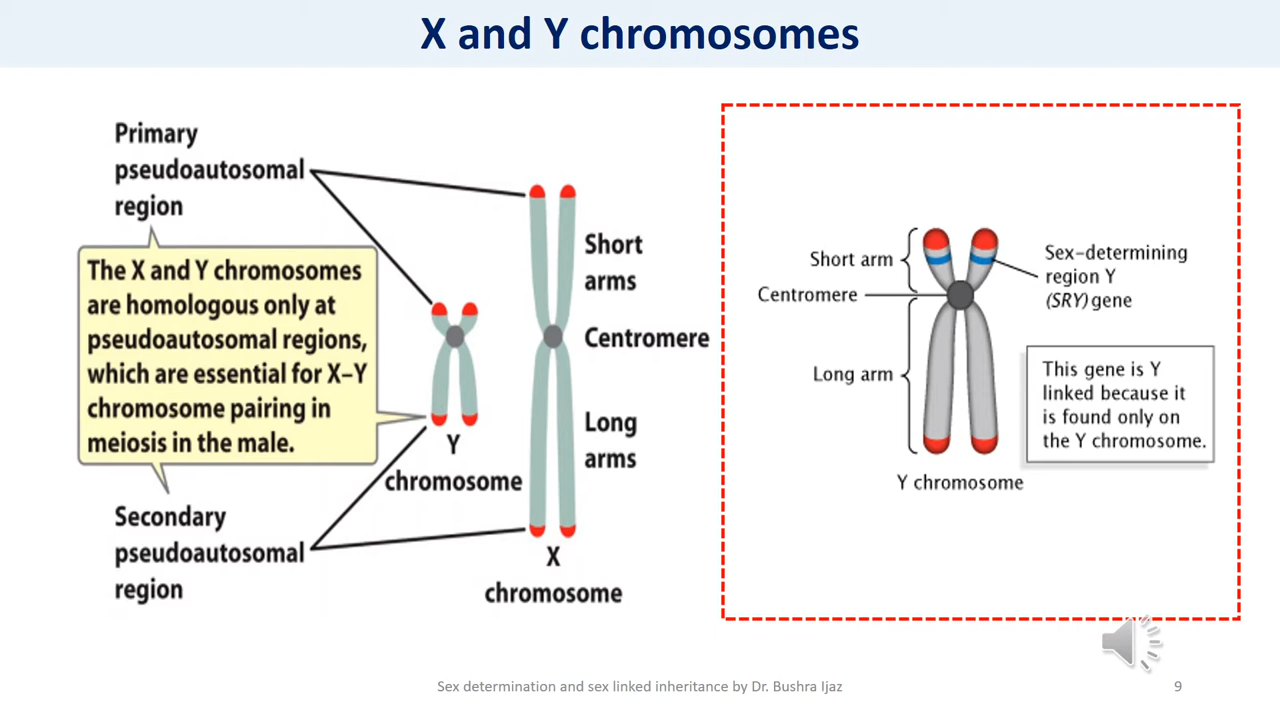 X and Y chromosomes
Primary
pseudoautosomal
region
The X and Y chromosomes
are homologous only at
pseudoautosomal regions,
which are essential for X–Y
chromosome pairing in
meiosis in the male.
Secondary
pseudoautosomal
region
Y
chromosome
Short
arms
Centromere
Long
arms
X
chromosome
Short arm
Centromere
Long arm
Sex-determining
region Y
(SRY) gene
This gene is Y
linked because it
is found only on
the Y chromosome.
Y chromosome
Sex determination and sex linked inheritance by Dr. Bushra Ijaz
9